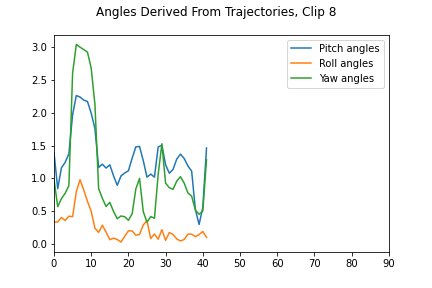 Angles Derived From Trajectories, Clip 8
Pitch angles
Roll angles
Yaw angles
3.0
2.5
2.0
1.5
1.0
0.5
0.0
0 10 20 30 40 50 60 70 80 90